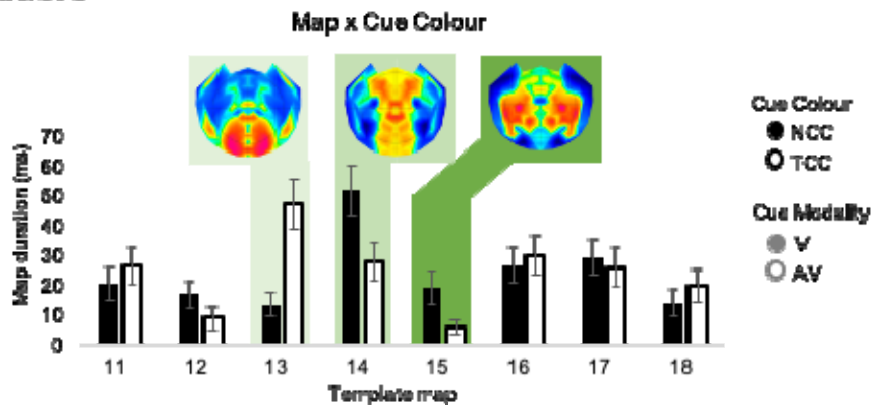 Map x Cue Colour
Cue Colour
NCC
TCC
Cue Modality
V
AV
Map duration (ms)
70
60
50
40
30
20
10
0
11 12 13 14 15 16 17 18
Template map